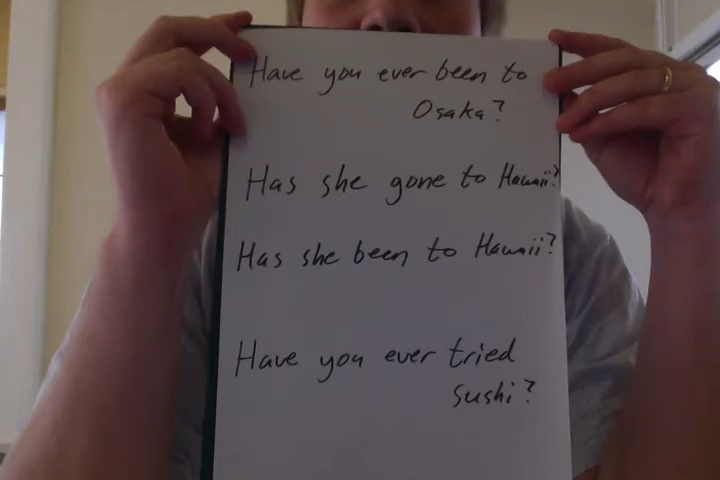 Have you ever been to
Osaka?
Has she gone to Hawaii?
Has she been to Hawaii?
Have you ever tried
sushi?